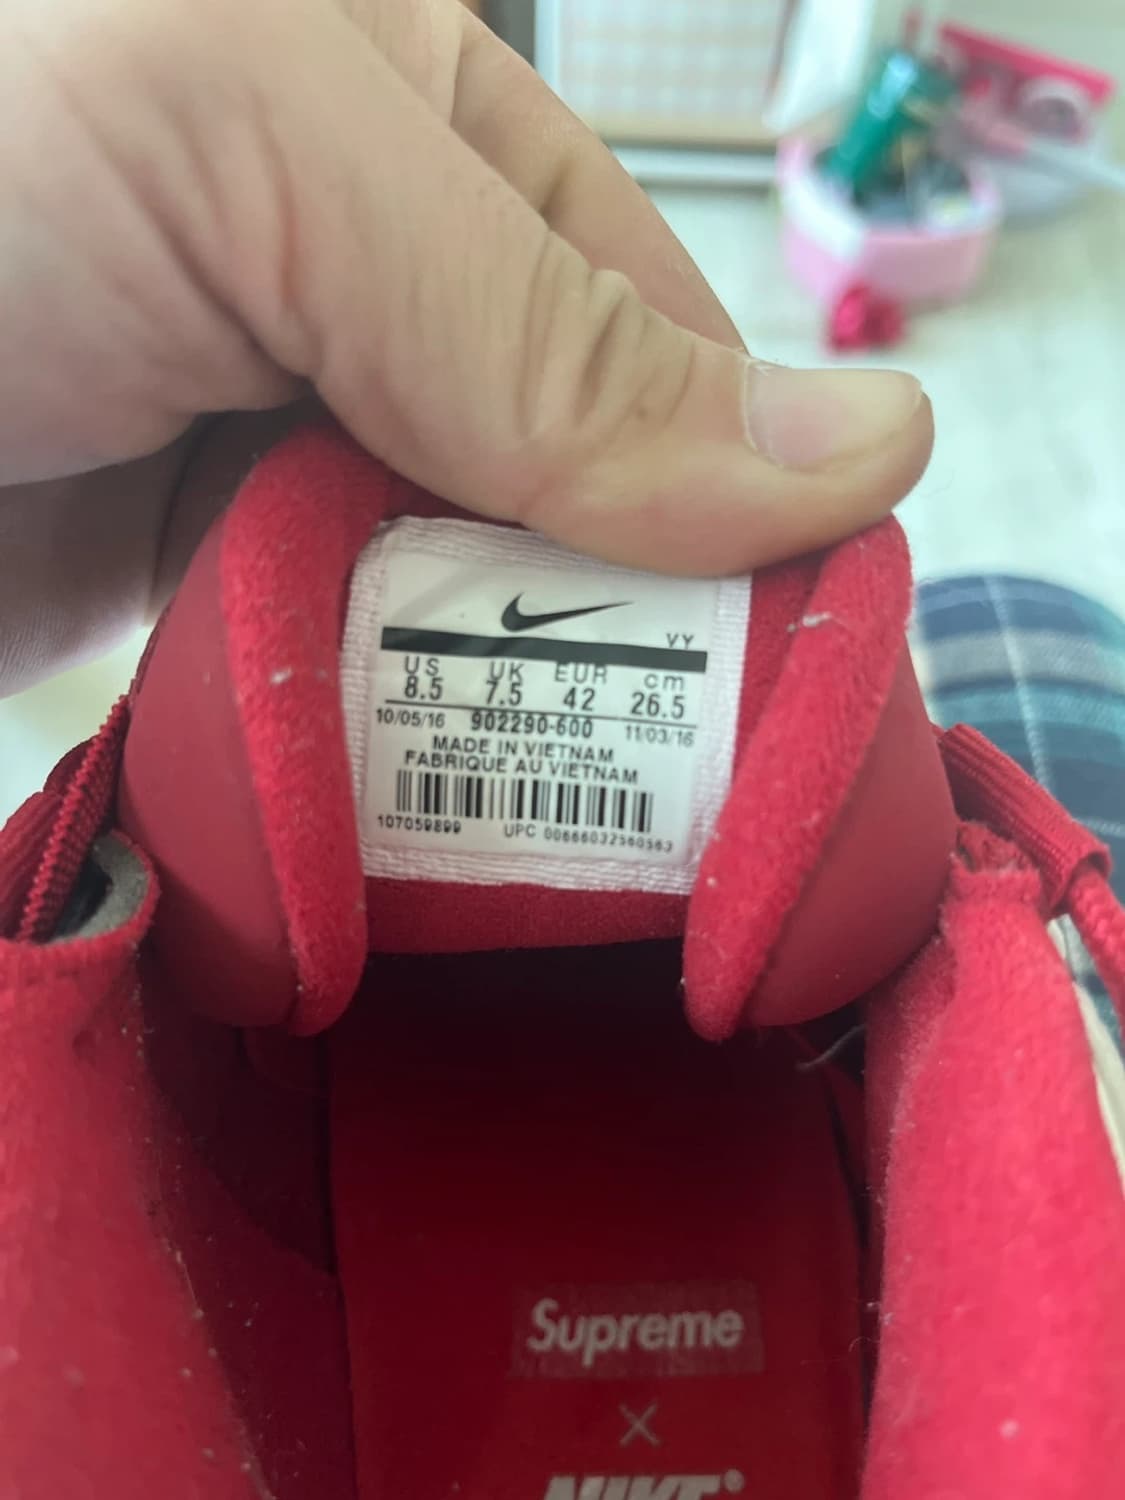 VY
US UK EUR cm
8.5 7.5 42 26.5
10/05/16 902290-600 11/03/16
MADE IN VIETNAM
FABRIQUE AU VIETNAM
107059899 UPC 00666032560563
Supreme
×
NIKE®